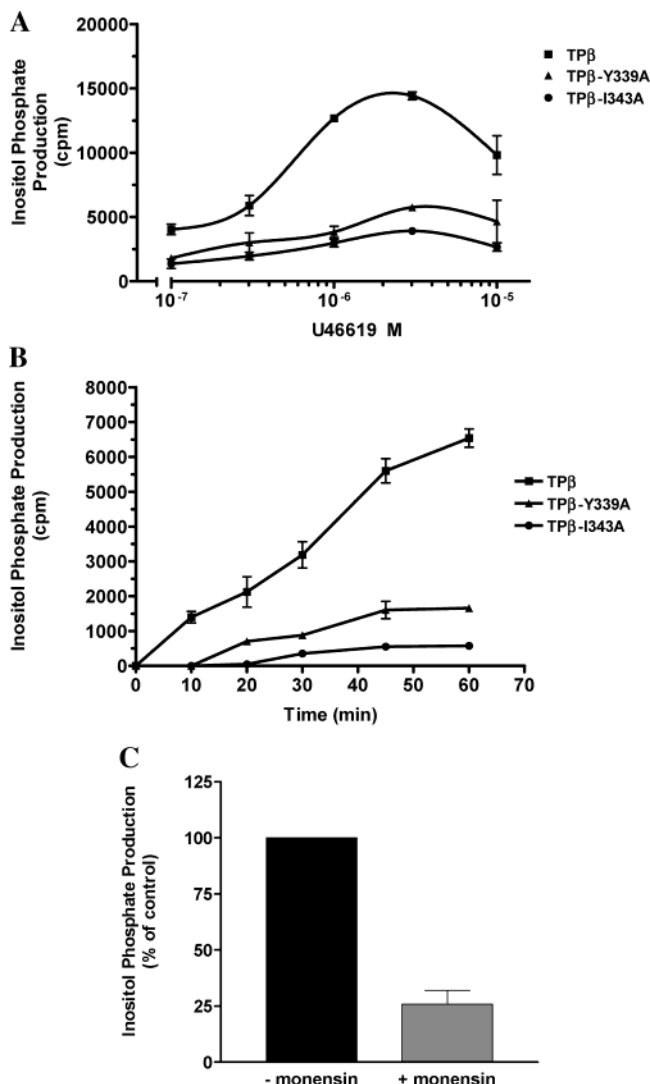 A
20000
15000
10000
5000
0
Inositol Phosphate
Production
(cpm)
10-7
10-6
10-5
U46619 M
TPβ
TPβ-Y339A
TPβ-I343A
B
8000
7000
6000
5000
4000
3000
2000
1000
0
Inositol Phosphate Production
(cpm)
0 10 20 30 40 50 60 70
Time (min)
TPβ
TPβ-Y339A
TPβ-I343A
C
125
100
75
50
25
0
Inositol Phosphate Production
(% of control)
- monensin + monensin